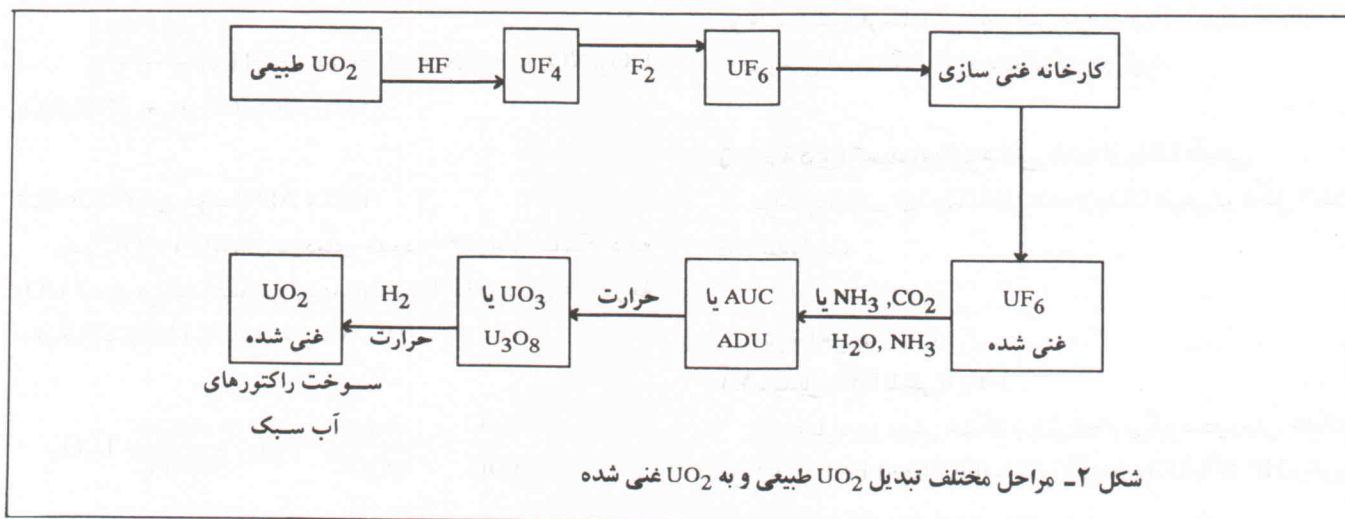 UO2 طبیعی
HF
UF4
F2
UF6
کارخانه غنی سازی
UF6
غنی شده
NH3 ,CO2 یا
H2O, NH3
AUC یا
ADU
حرارت
UO3 یا
U3O8
H2
حرارت
UO2
غنی شده
سوخت راکتورهای
آب سبک
شکل ۲ـ مراحل مختلف تبدیل UO2 طبیعی و به UO2 غنی شده